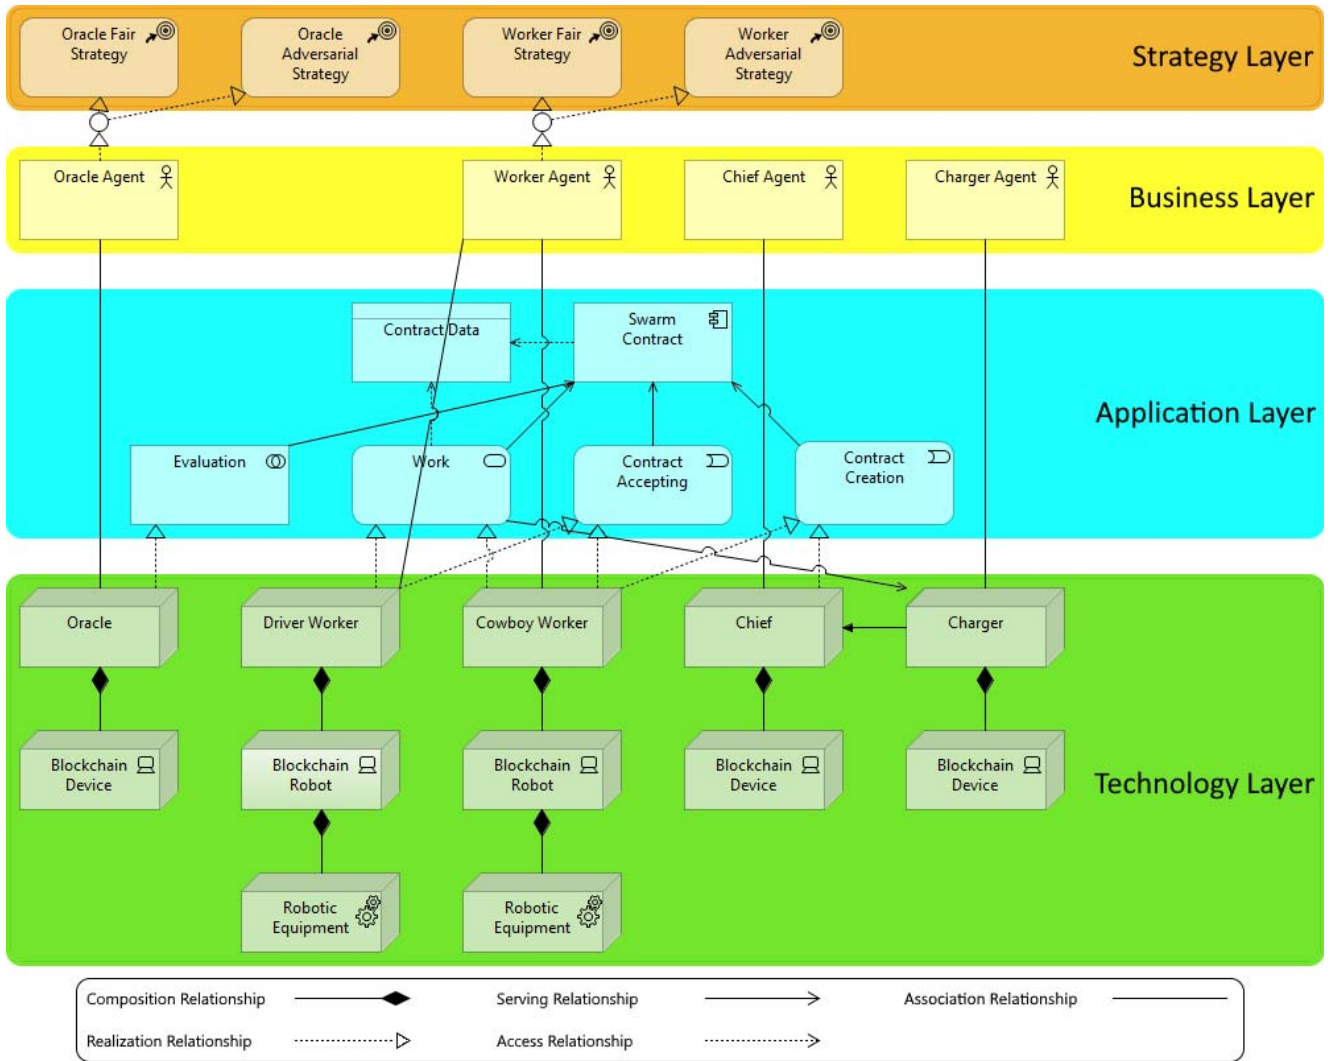 Oracle Fair
Strategy
Oracle
Adversarial
Strategy
Worker Fair
Strategy
Worker
Adversarial
Strategy
Strategy Layer
Oracle Agent
Worker Agent
Chief Agent
Charger Agent
Business Layer
Contract Data
Swarm
Contract
Application Layer
Evaluation
Work
Contract
Accepting
Contract
Creation
Oracle
Driver Worker
Cowboy Worker
Chief
Charger
Blockchain
Device
Blockchain
Robot
Blockchain
Robot
Blockchain
Device
Blockchain
Device
Technology Layer
Robotic
Equipment
Robotic
Equipment
Composition Relationship
Serving Relationship
Association Relationship
Realization Relationship
Access Relationship